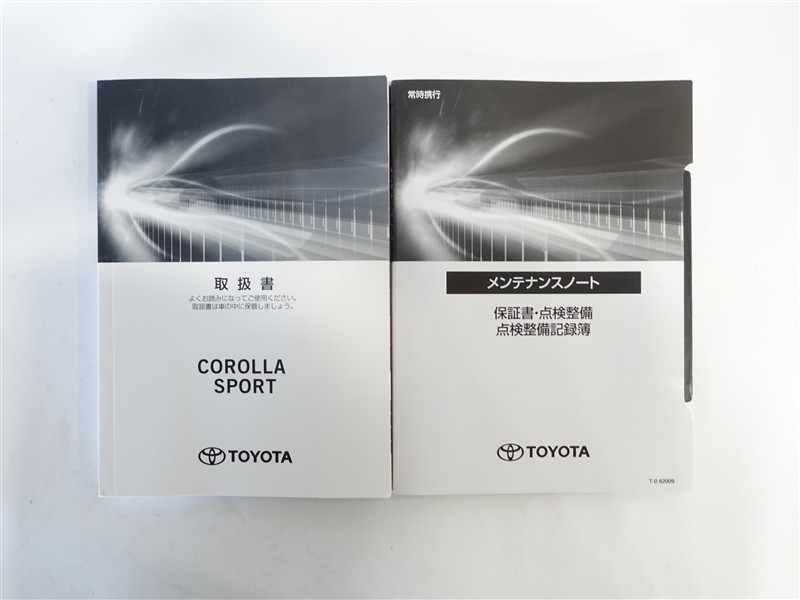 取扱書
よくお読みになってご使用ください。
取扱書は車の中に保管しましょう。
COROLLA
SPORT
TOYOTA
常時携行
メンテナンスノート
保証書・点検整備
点検整備記録簿
TOYOTA
T-0 82009